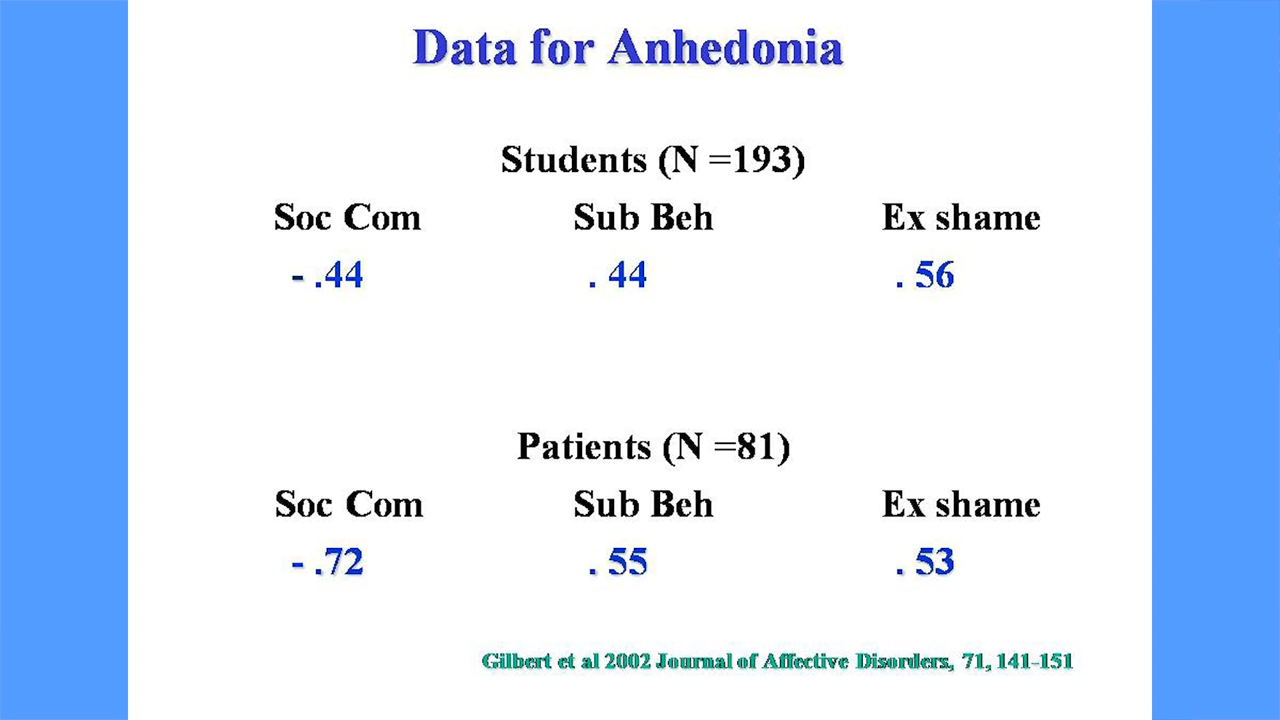 Data for Anhedonia
Students (N =193)
Soc Com Sub Beh Ex shame
- .44 . 44 . 56
Patients (N =81)
Soc Com Sub Beh Ex shame
- .72 . 55 . 53
Gilbert et al 2002 Journal of Affective Disorders, 71, 141-151